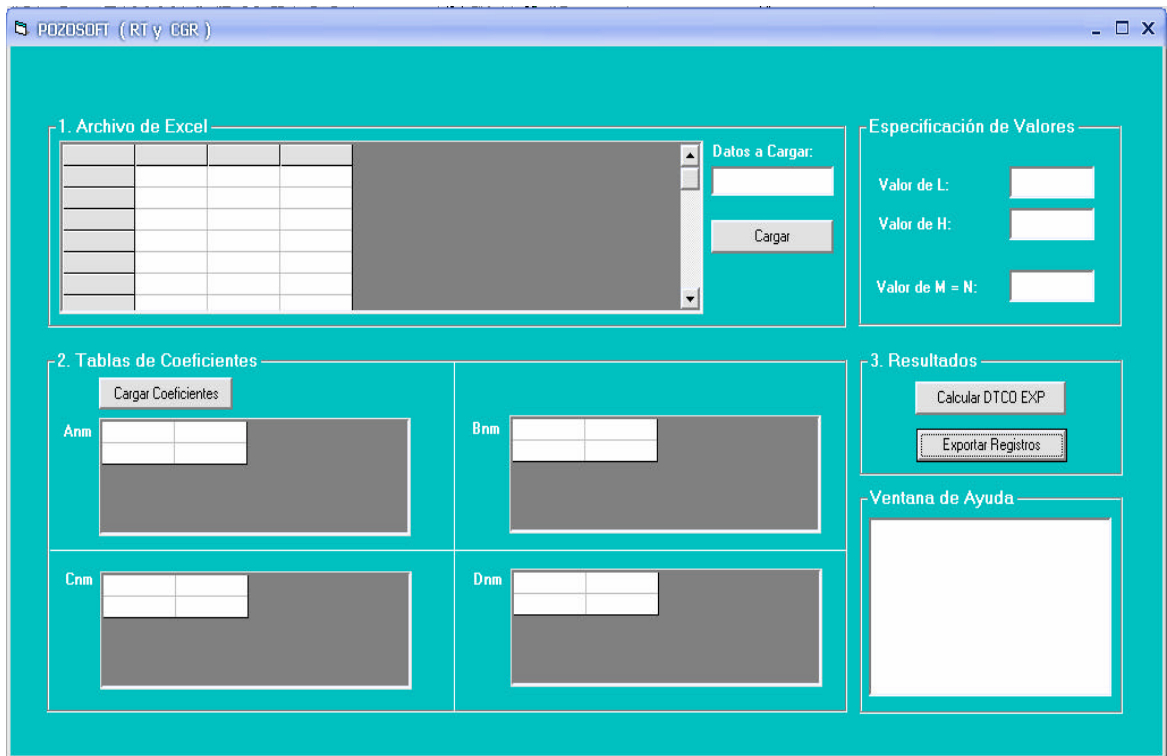 POZOSOFT ( RT y CGR )
1. Archivo de Excel
Datos a Cargar:
Cargar
Especificación de Valores
Valor de L:
Valor de H:
Valor de M = N:
2. Tablas de Coeficientes
Cargar Coeficientes
Anm
Bnm
Cnm
Dnm
3. Resultados
Calcular DTCO EXP
Exportar Registros
Ventana de Ayuda